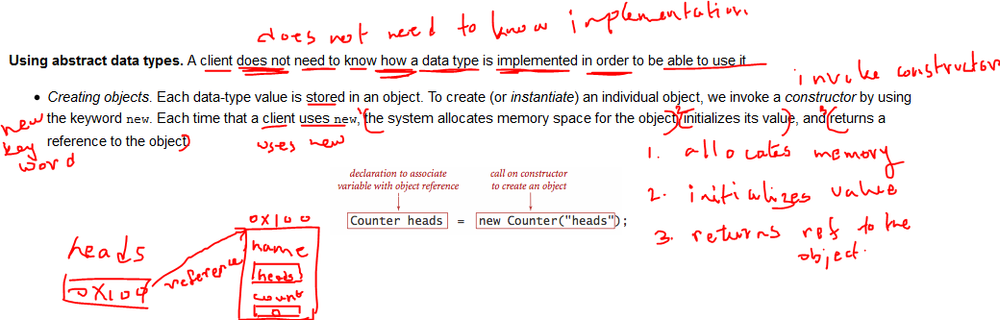 does not need to know implementation.
Using abstract data types. A client does not need to know how a data type is implemented in order to be able to use it
invoke constructor
• Creating objects. Each data-type value is stored in an object. To create (or instantiate) an individual object, we invoke a constructor by using
the keyword new. Each time that a client uses new, the system allocates memory space for the object, initializes its value, and returns a
reference to the object.
1 2 3
new
key
word
uses new
1. allocates memory
2. initializes value
3. returns ref to the
object.
declaration to associate
variable with object reference
call on constructor
to create an object
Counter heads = new Counter("heads");
heads
0X100
reference
0X100
name
heads
count
0